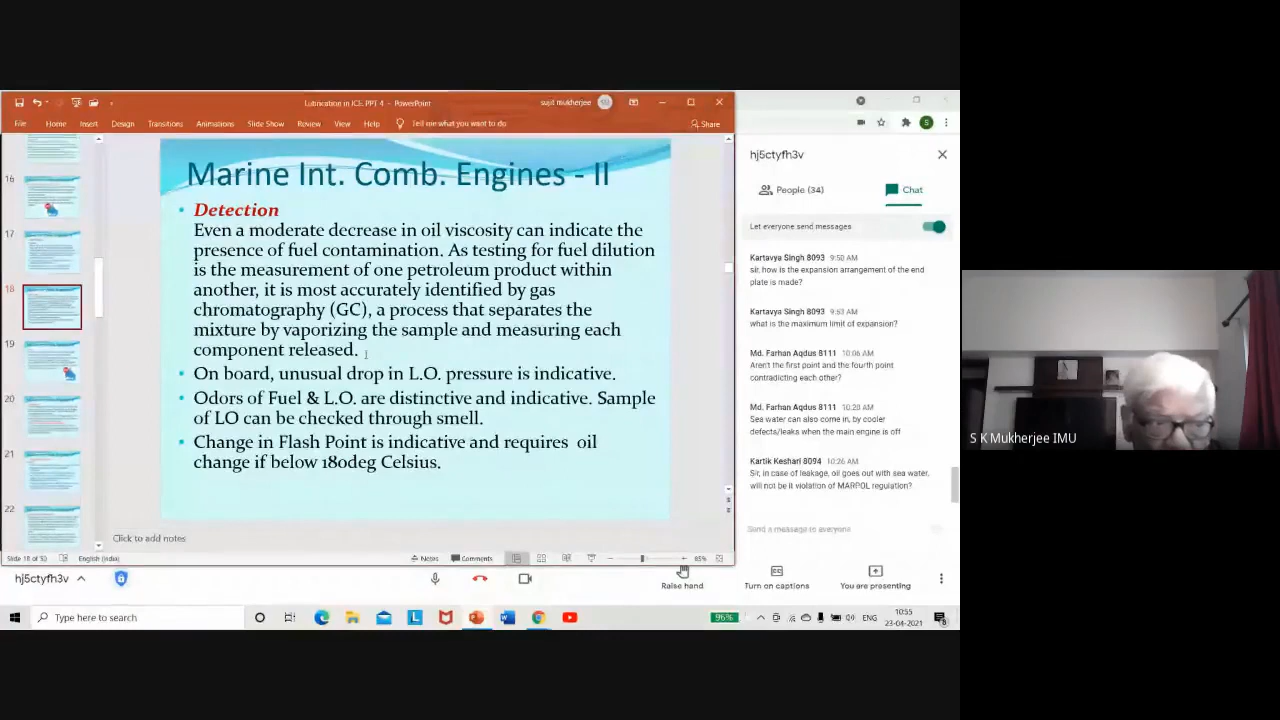 Lubrication in ICE. PPT 4 - PowerPoint
sujit mukherjee
File Home Insert Design Transitions Animations Slide Show Review View Help Tell me what you want to do
Share
16
17
18
19
20
21
22
Marine Int. Comb. Engines - II
Detection
Even a moderate decrease in oil viscosity can indicate the
presence of fuel contamination. As testing for fuel dilution
is the measurement of one petroleum product within
another, it is most accurately identified by gas
chromatography (GC), a process that separates the
mixture by vaporizing the sample and measuring each
component released.
On board, unusual drop in L.O. pressure is indicative.
Odors of Fuel & L.O. are distinctive and indicative. Sample
of LO can be checked through smell.
Change in Flash Point is indicative and requires oil
change if below 180deg Celsius.
Click to add notes
English (India)
Notes
Comments
85%
hj5ctyfh3v
People (34)
Chat
Let everyone send messages
Kartavya Singh 8093 9:50 AM
sir, how is the expansion arrangement of the end
plate is made?
Kartavya Singh 8093 9:53 AM
what is the maximum limit of expansion?
Md. Farhan Aqdus 8111 10:06 AM
Aren't the first point and the fourth point
contradicting each other?
Md. Farhan Aqdus 8111 10:20 AM
Sea water can also come in, by cooler
defects/leaks when the main engine is off
Kartik Keshari 8094 10:26 AM
Sir, in case of leakage, oil goes out with sea water,
will not be it violation of MARPOL regulation?
Send a message to everyone
hj5ctyfh3v
Raise hand
Turn on captions
You are presenting
Type here to search
96%
ENG
10:55
23-04-2021
S K Mukherjee IMU